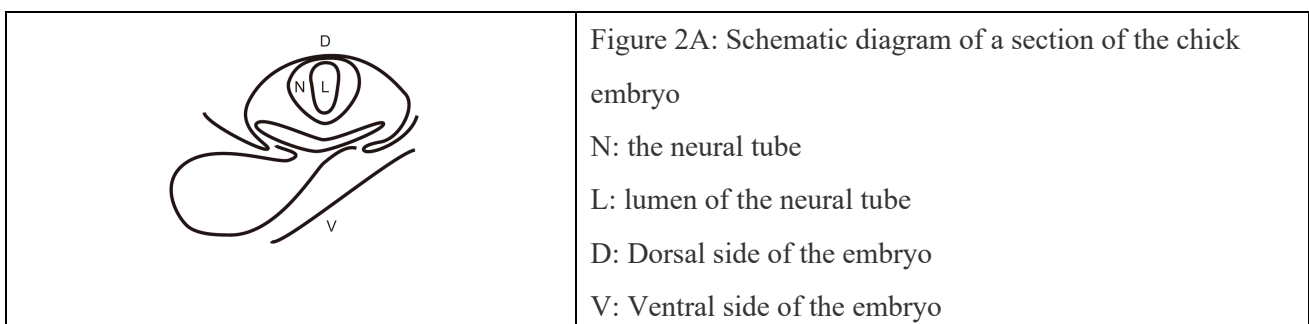 D
N L
V
Figure 2A: Schematic diagram of a section of the chick
embryo
N: the neural tube
L: lumen of the neural tube
D: Dorsal side of the embryo
V: Ventral side of the embryo